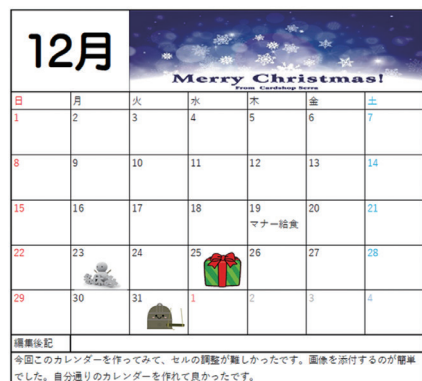 12月
Merry Christmas!
From Cardshop Serra
日 月 火 水 木 金 土
1 2 3 4 5 6 7
8 9 10 11 12 13 14
15 16 17 18 19 20 21
マナー給食
22 23 24 25 26 27 28
29 30 31 1 2 3 4
編集後記
今回このカレンダーを作ってみて、セルの調整が難しかったです。画像を添付するのが簡単
でした。自分通りのカレンダーを作れて良かったです。